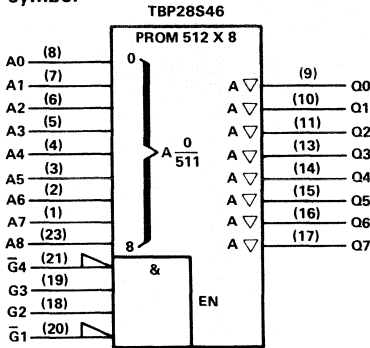 symbol
TBP28S46
PROM 512 X 8
A0 (8) 0
A1 (7) A (9) Q0
A2 (6) A (10) Q1
A3 (5) A (11) Q2
A4 (4) A 0/511 A (13) Q3
A5 (3) A (14) Q4
A6 (2) A (15) Q5
A7 (1) A (16) Q6
A8 (23) 8 A (17) Q7
G̅4 (21) &
G3 (19)
G2 (18) EN
G̅1 (20)